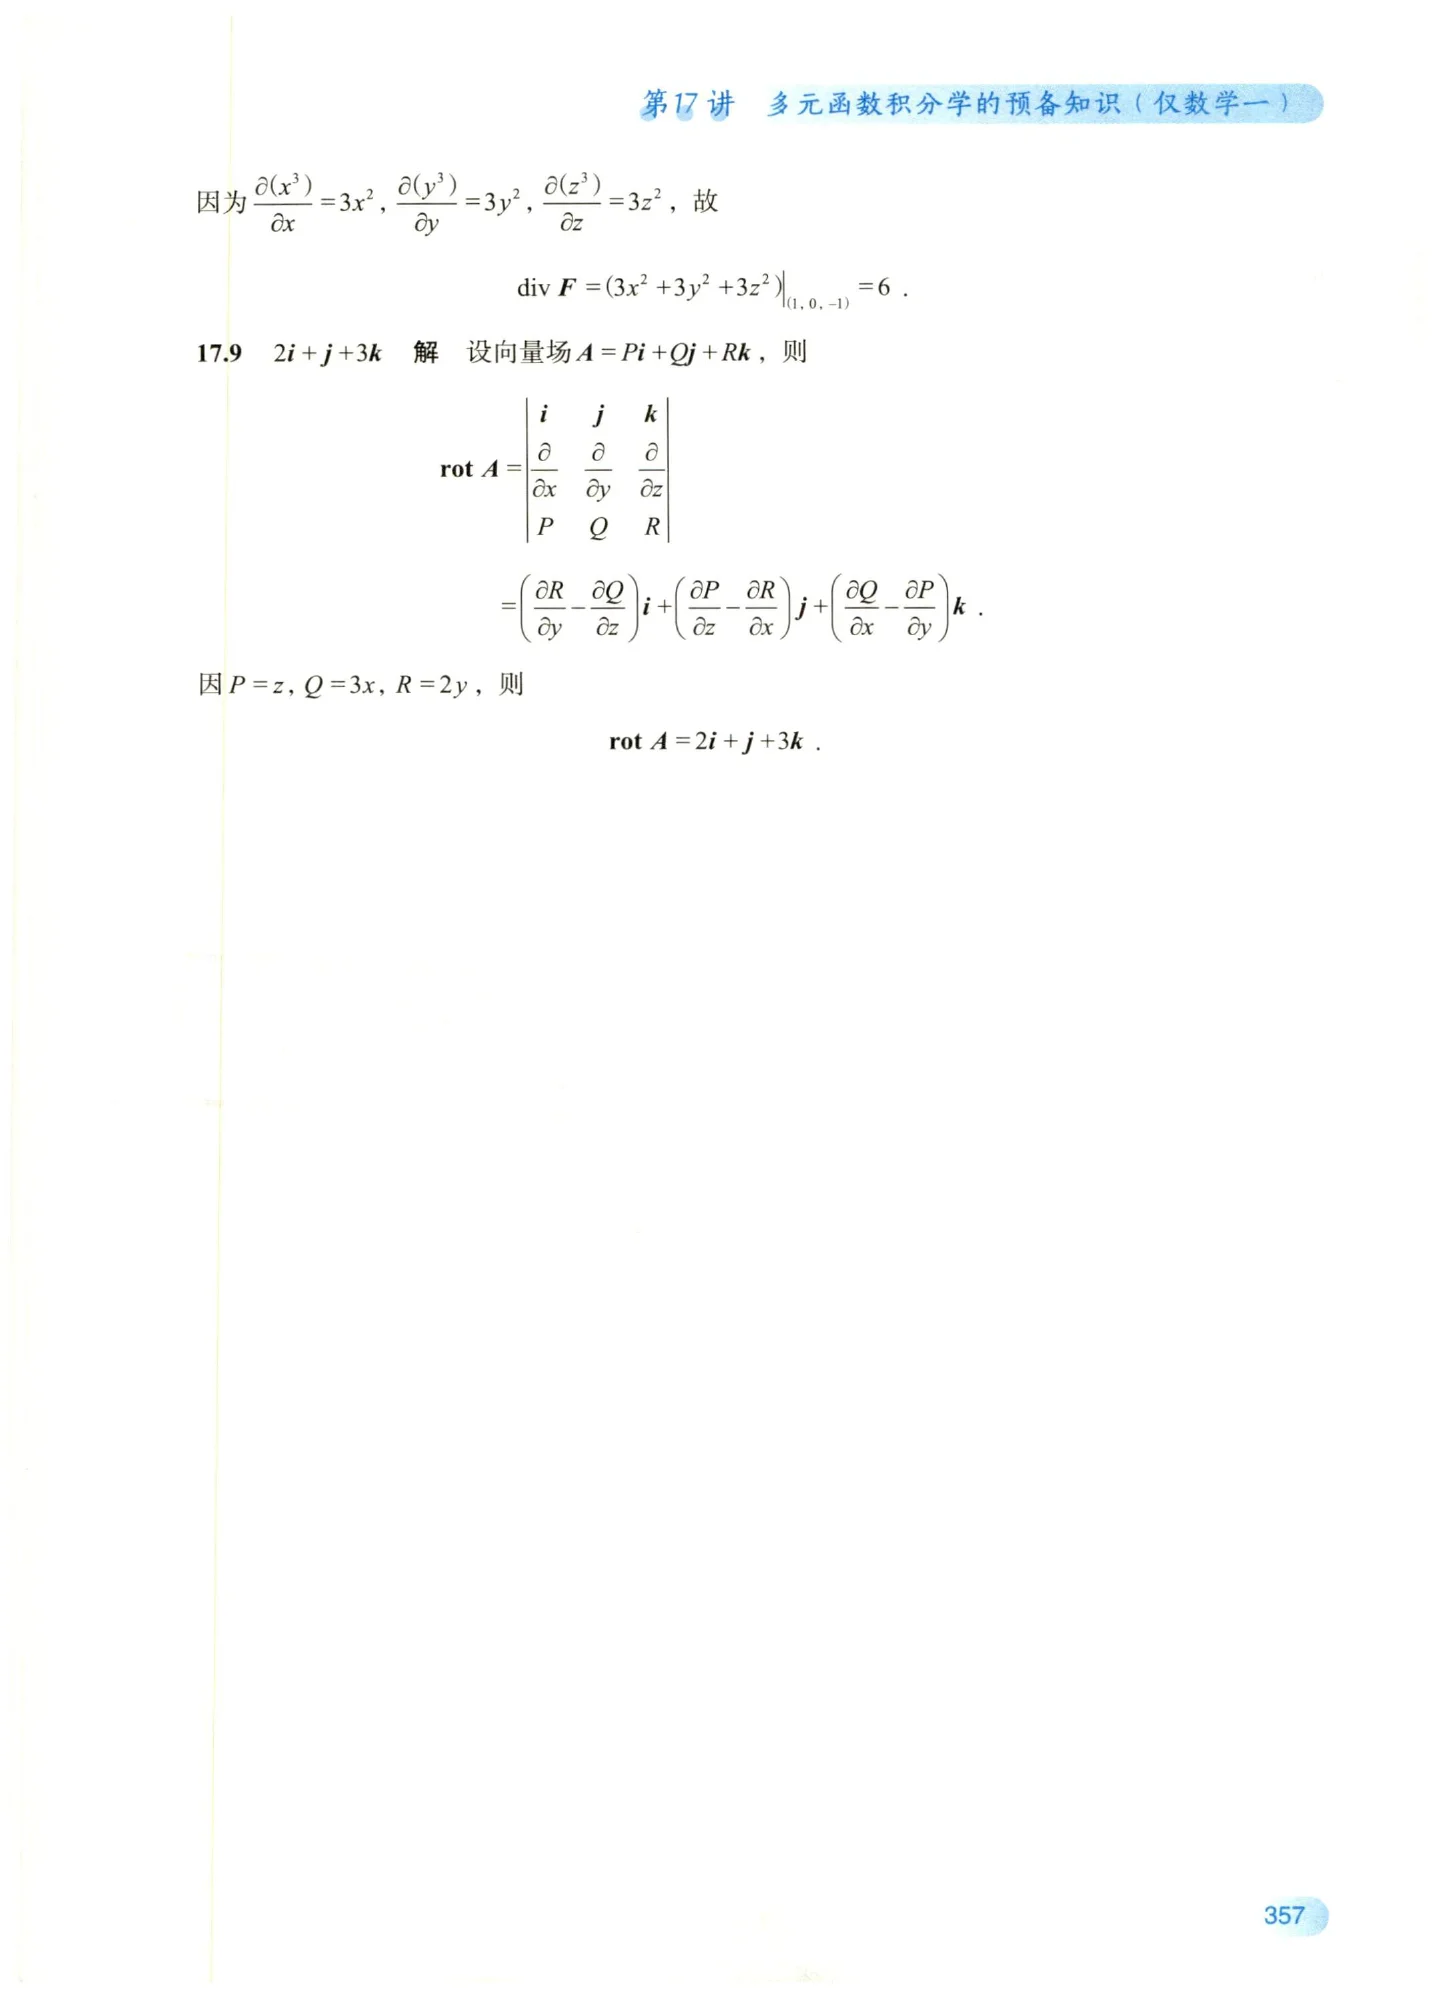 第17讲 多元函数积分学的预备知识(仅数学一)
因为 $\frac{\partial(x^3)}{\partial x}=3x^2, \frac{\partial(y^3)}{\partial y}=3y^2, \frac{\partial(z^3)}{\partial z}=3z^2$，故
$\mathrm{div}\,\boldsymbol{F}=(3x^2+3y^2+3z^2)\big|_{(1,0,-1)}=6$.
17.9 $2\boldsymbol{i}+\boldsymbol{j}+3\boldsymbol{k}$ 解 设向量场 $\boldsymbol{A}=P\boldsymbol{i}+Q\boldsymbol{j}+R\boldsymbol{k}$，则
$\mathbf{rot}\,\boldsymbol{A}=\begin{vmatrix}\boldsymbol{i}&\boldsymbol{j}&\boldsymbol{k}\\ \frac{\partial}{\partial x}&\frac{\partial}{\partial y}&\frac{\partial}{\partial z}\\ P&Q&R\end{vmatrix}$
$=\left(\frac{\partial R}{\partial y}-\frac{\partial Q}{\partial z}\right)\boldsymbol{i}+\left(\frac{\partial P}{\partial z}-\frac{\partial R}{\partial x}\right)\boldsymbol{j}+\left(\frac{\partial Q}{\partial x}-\frac{\partial P}{\partial y}\right)\boldsymbol{k}$.
因 $P=z, Q=3x, R=2y$，则
$\mathbf{rot}\,\boldsymbol{A}=2\boldsymbol{i}+\boldsymbol{j}+3\boldsymbol{k}$.
357